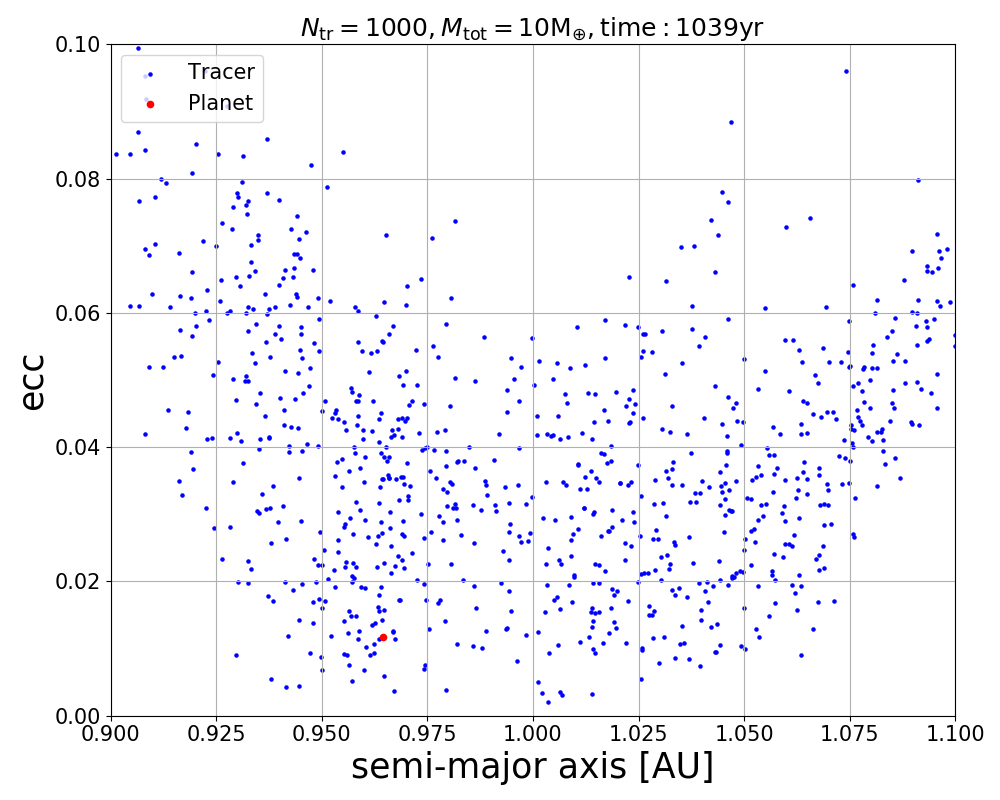 N_tr = 1000, M_tot = 10M_⊕, time : 1039yr
0.10
0.08
0.06
0.04
0.02
0.00
ecc
Tracer
Planet
0.900 0.925 0.950 0.975 1.000 1.025 1.050 1.075 1.100
semi-major axis [AU]